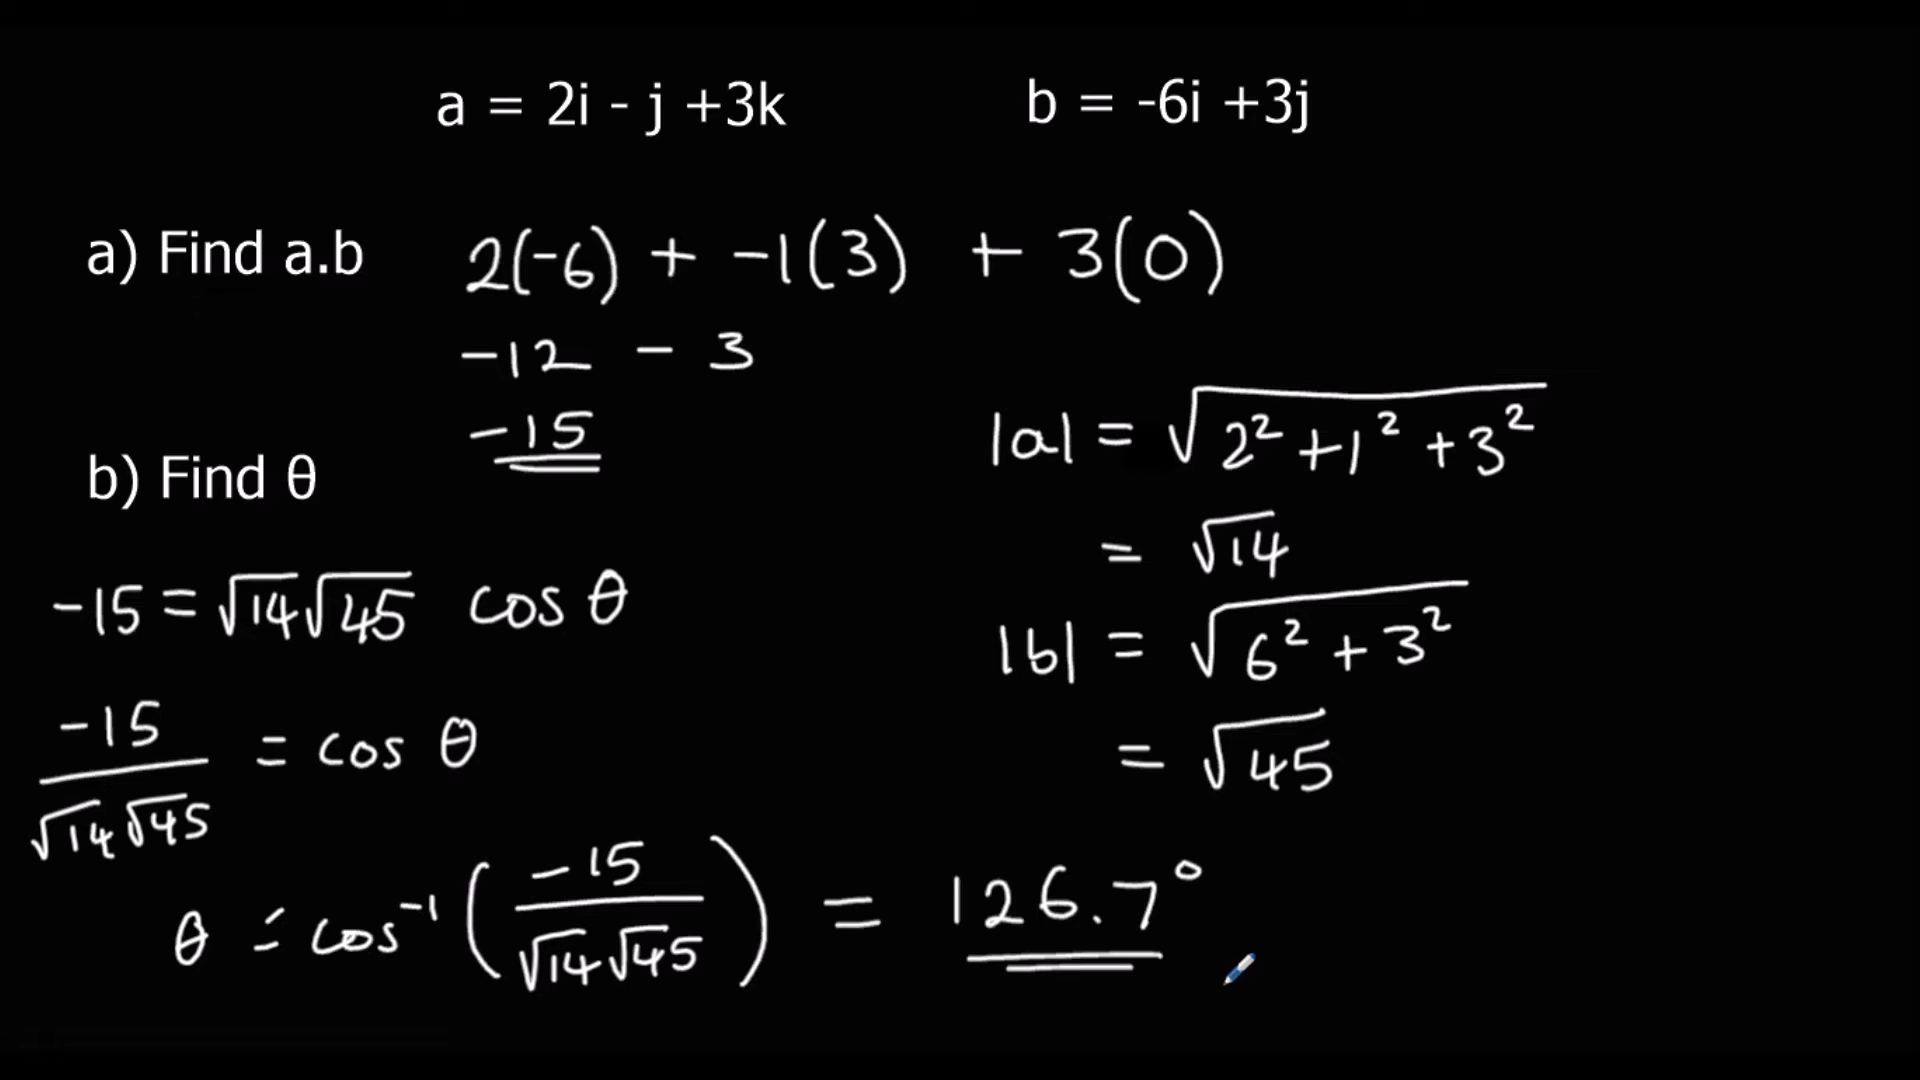 a = 2i - j +3k
b = -6i +3j
a) Find a.b
2(-6) + -1(3) + 3(0)
-12 - 3
-15
|a| = √(2² + 1² + 3²)
= √14
|b| = √(6² + 3²)
= √45
b) Find θ
-15 = √14 √45 cos θ
-15 / √14 √45 = cos θ
θ = cos⁻¹ (-15 / √14 √45) = 126.7°